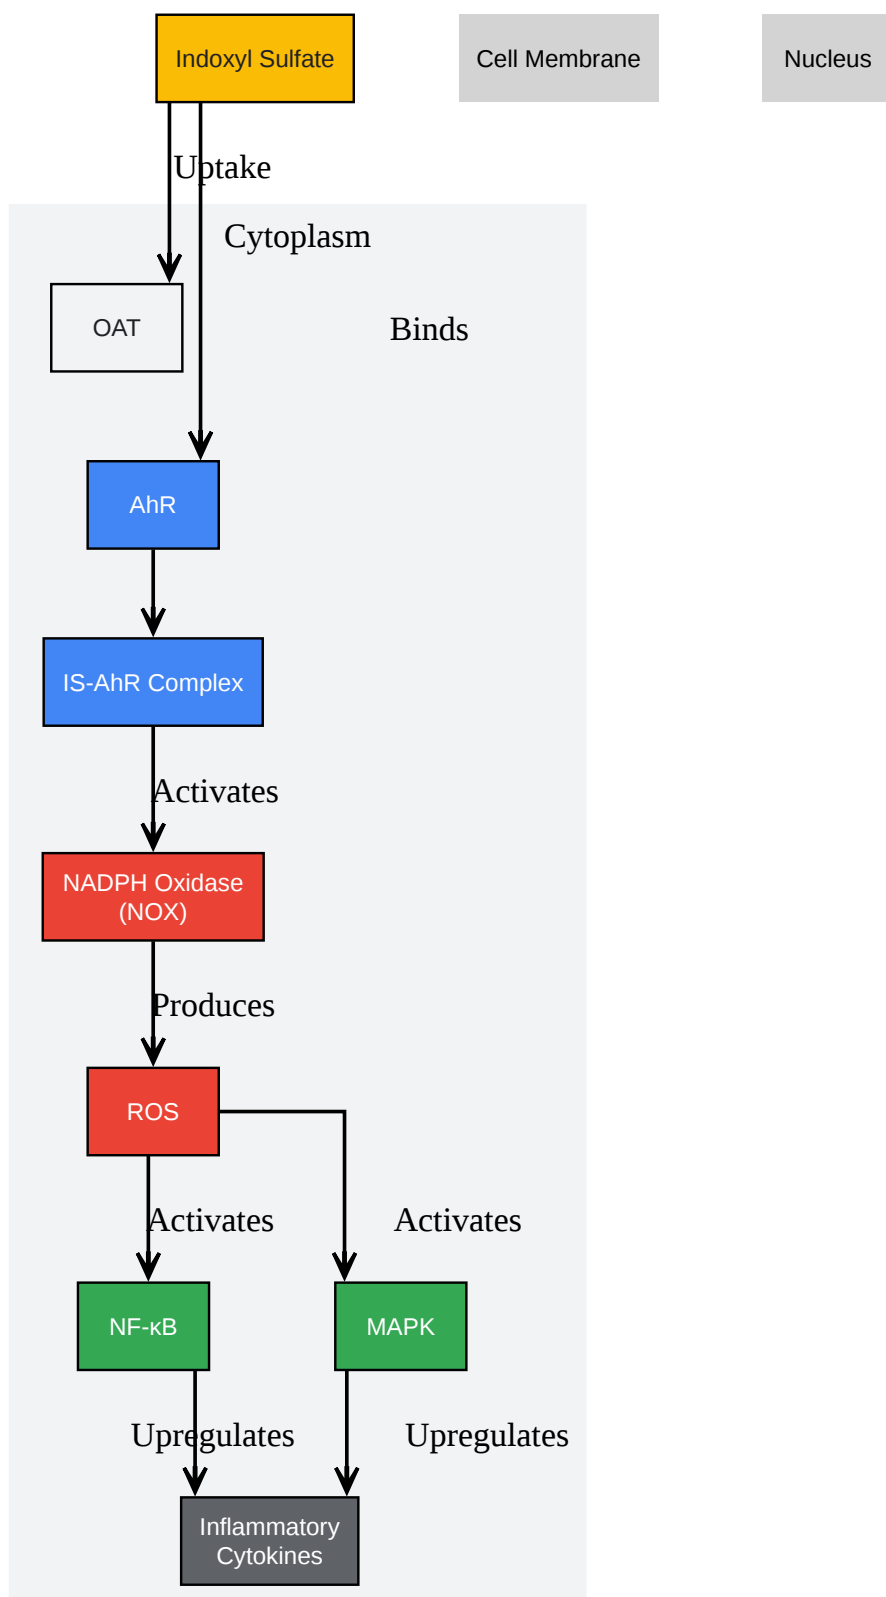 Indoxyl Sulfate
Cell Membrane
Nucleus
Uptake
Cytoplasm
OAT
Binds
AhR
IS-AhR Complex
Activates
NADPH Oxidase
(NOX)
Produces
ROS
Activates
Activates
NF-κB
MAPK
Upregulates
Upregulates
Inflammatory
Cytokines